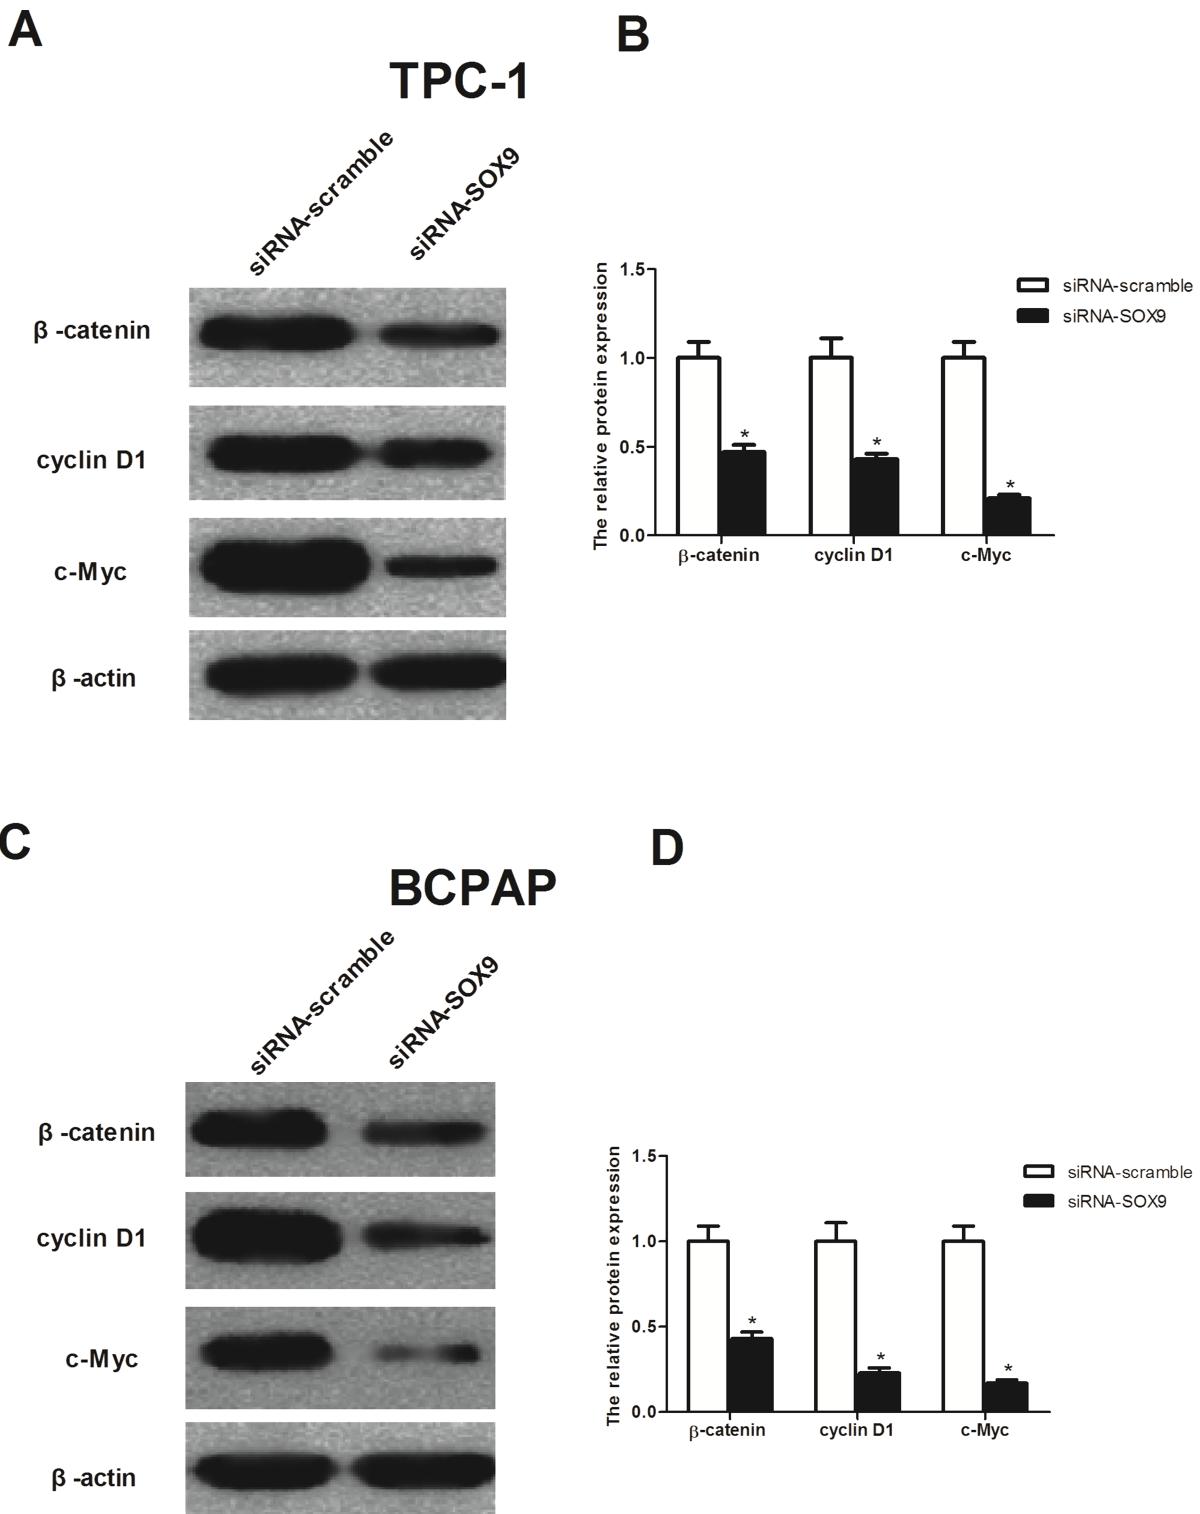 A
TPC-1
siRNA-scramble
siRNA-SOX9
β -catenin
cyclin D1
c-Myc
β -actin
B
The relative protein expression
1.5
1.0
0.5
0.0
siRNA-scramble
siRNA-SOX9
*
*
*
β-catenin
cyclin D1
c-Myc
C
BCPAP
siRNA-scramble
siRNA-SOX9
β -catenin
cyclin D1
c-Myc
β -actin
D
The relative protein expression
1.5
1.0
0.5
0.0
siRNA-scramble
siRNA-SOX9
*
*
*
β-catenin
cyclin D1
c-Myc